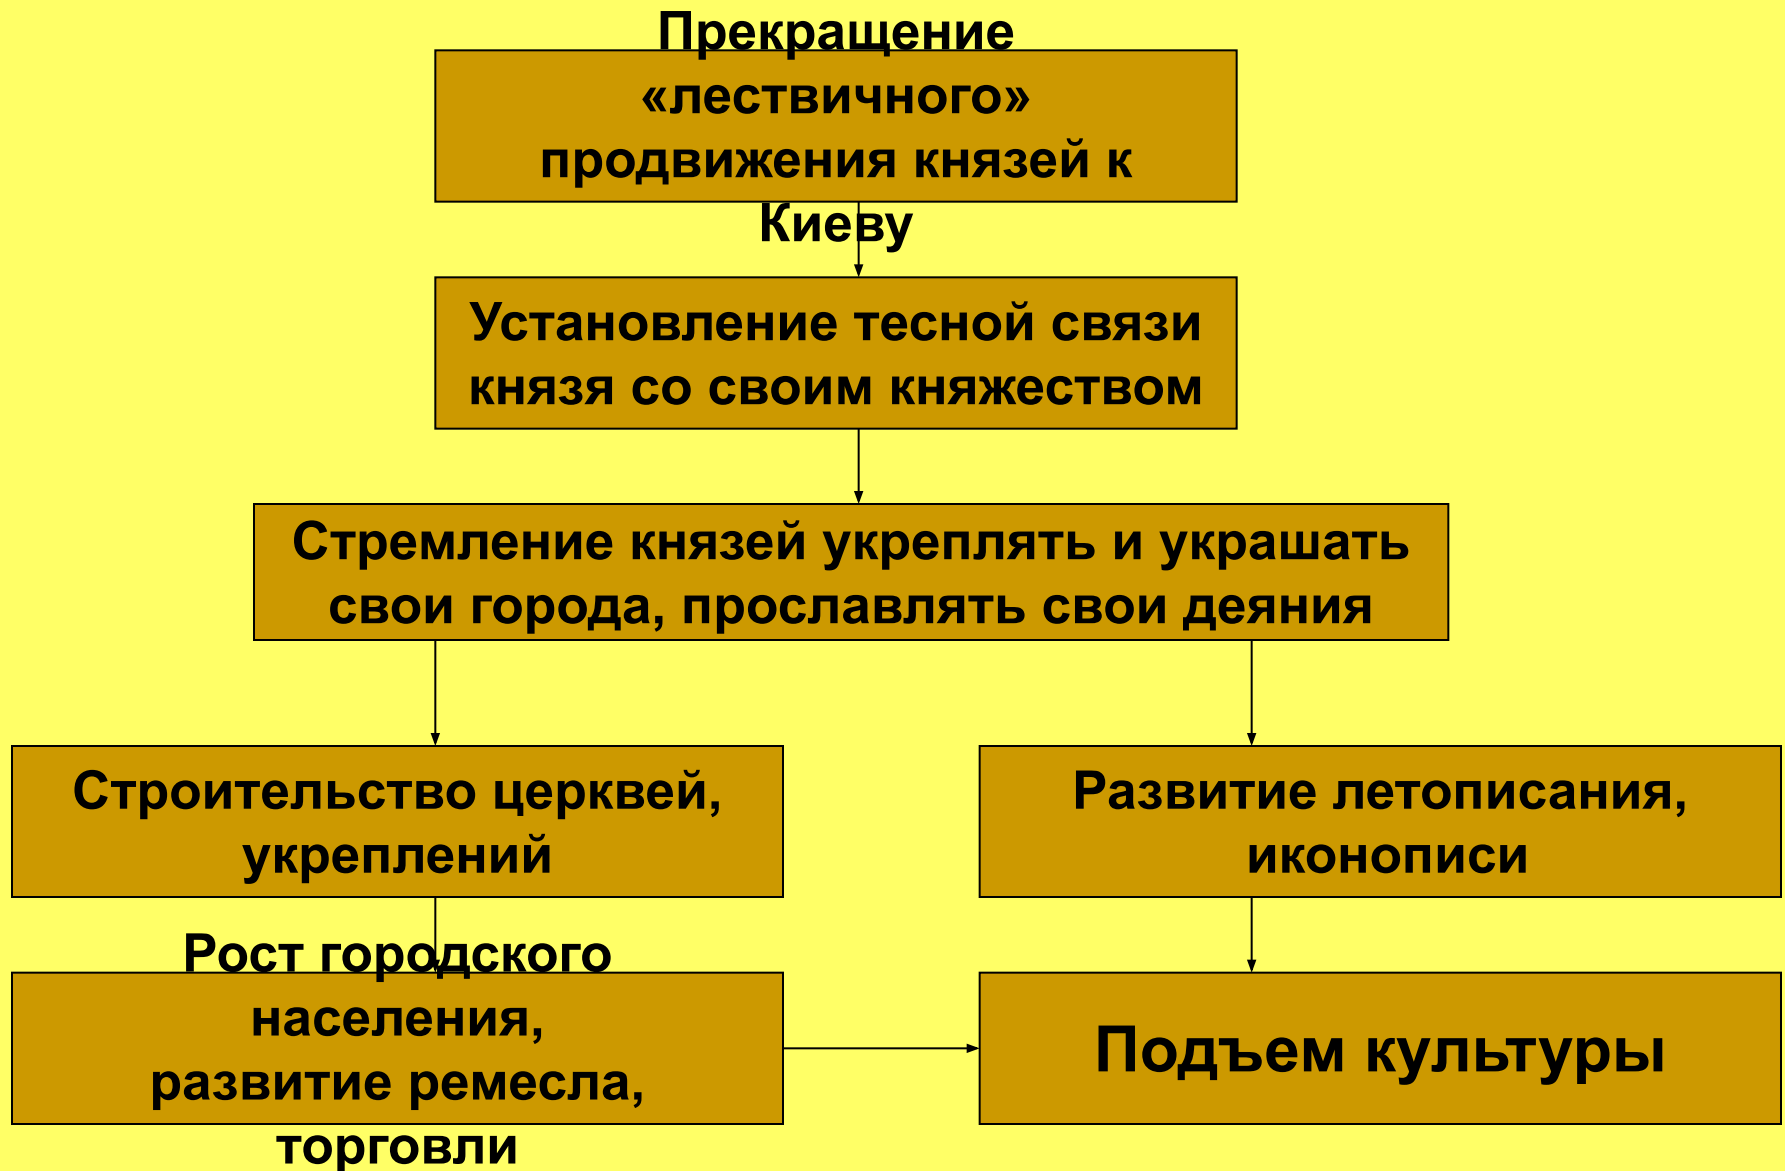 Прекращение
«лествичного»
продвижения князей к
Киеву
Установление тесной связи
князя со своим княжеством
Стремление князей укреплять и украшать
свои города, прославлять свои деяния
Строительство церквей,
укреплений
Развитие летописания,
иконописи
Рост городского
населения,
развитие ремесла,
торговли
Подъем культуры